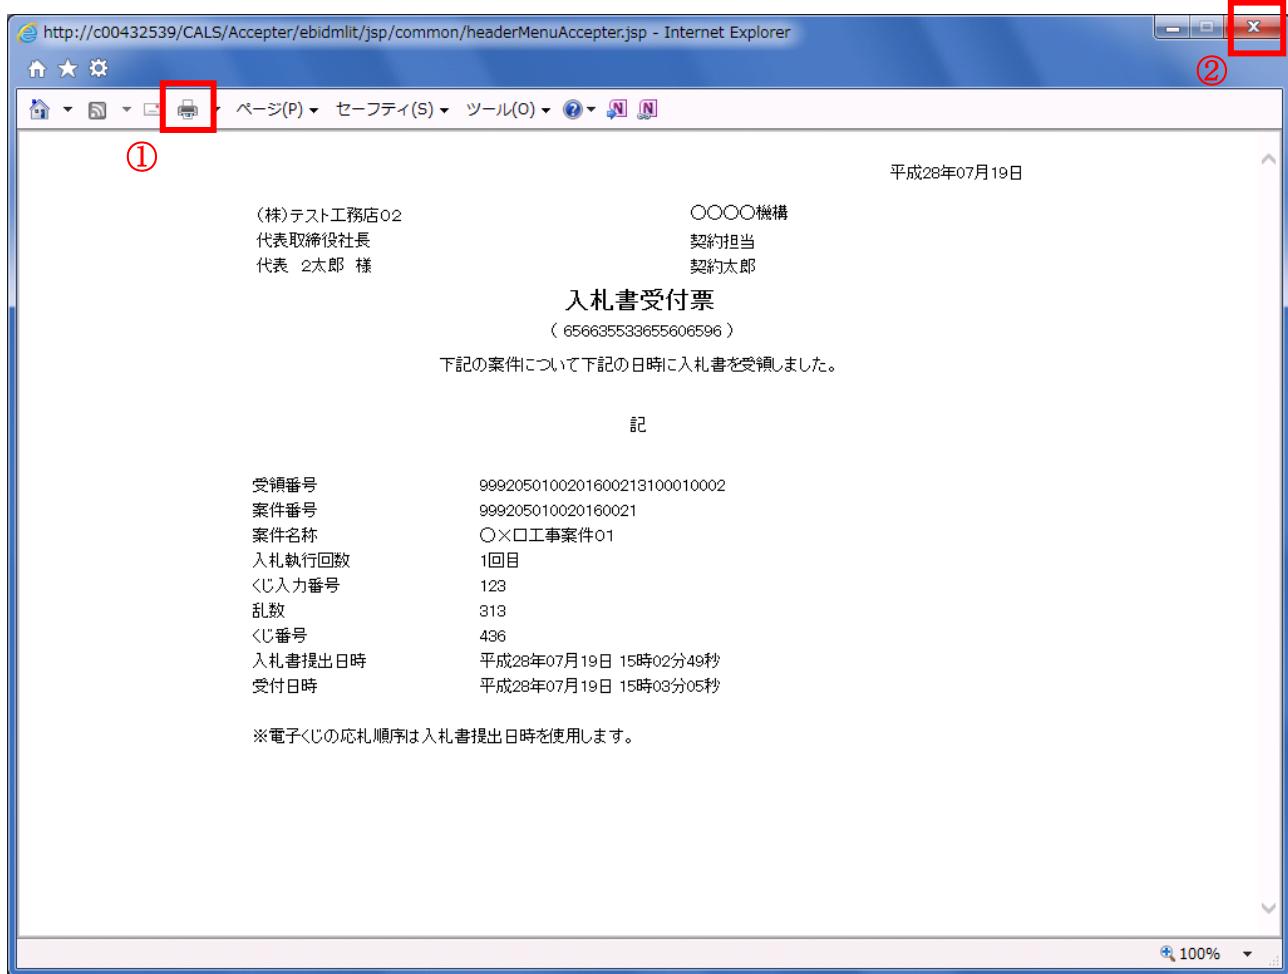 http://c00432539/CALS/Accepter/ebidmlit/jsp/common/headerMenuAccepter.jsp - Internet Explorer
②
ページ(P) セーフティ(S) ツール(O)
①
平成28年07月19日
(株)テスト工務店02 〇〇〇〇機構
代表取締役社長 契約担当
代表 2太郎 様 契約太郎
入札書受付票
( 656635533655606596 )
下記の案件について下記の日時に入札書を受領しました。
記
受領番号 99920501002016002131000​10002
案件番号 999205010020160021
案件名称 〇×口工事案件01
入札執行回数 1回目
くじ入力番号 123
乱数 313
くじ番号 436
入札書提出日時 平成28年07月19日 15時02分49秒
受付日時 平成28年07月19日 15時03分05秒
※電子くじの応札順序は入札書提出日時を使用します。
100%